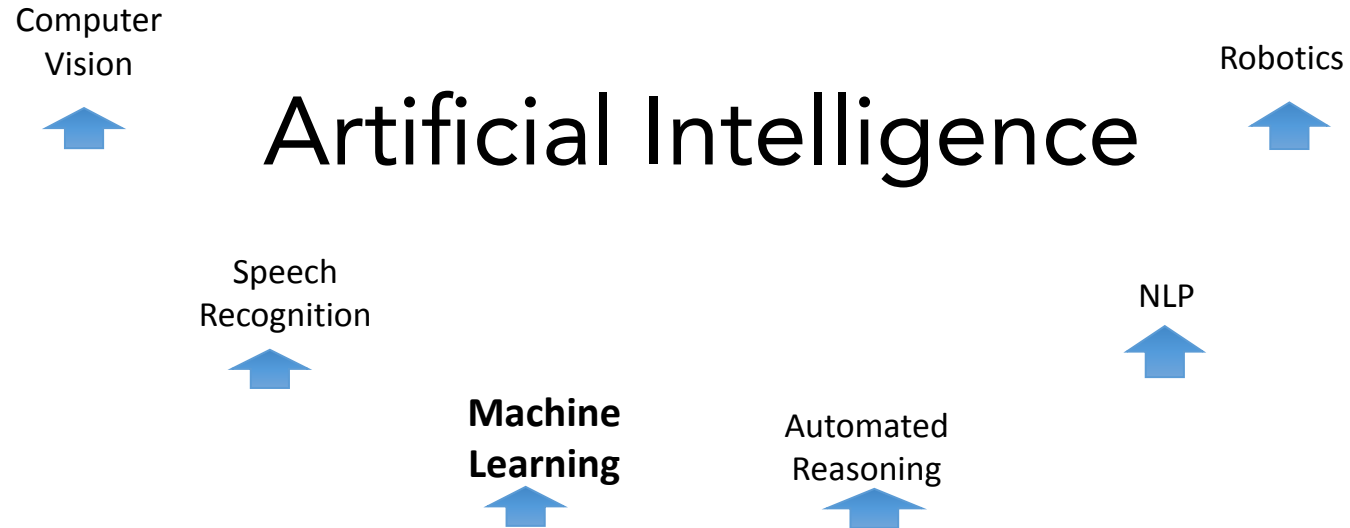 Computer
Vision
Robotics
Artificial Intelligence
Speech
Recognition
NLP
Machine
Learning
Automated
Reasoning